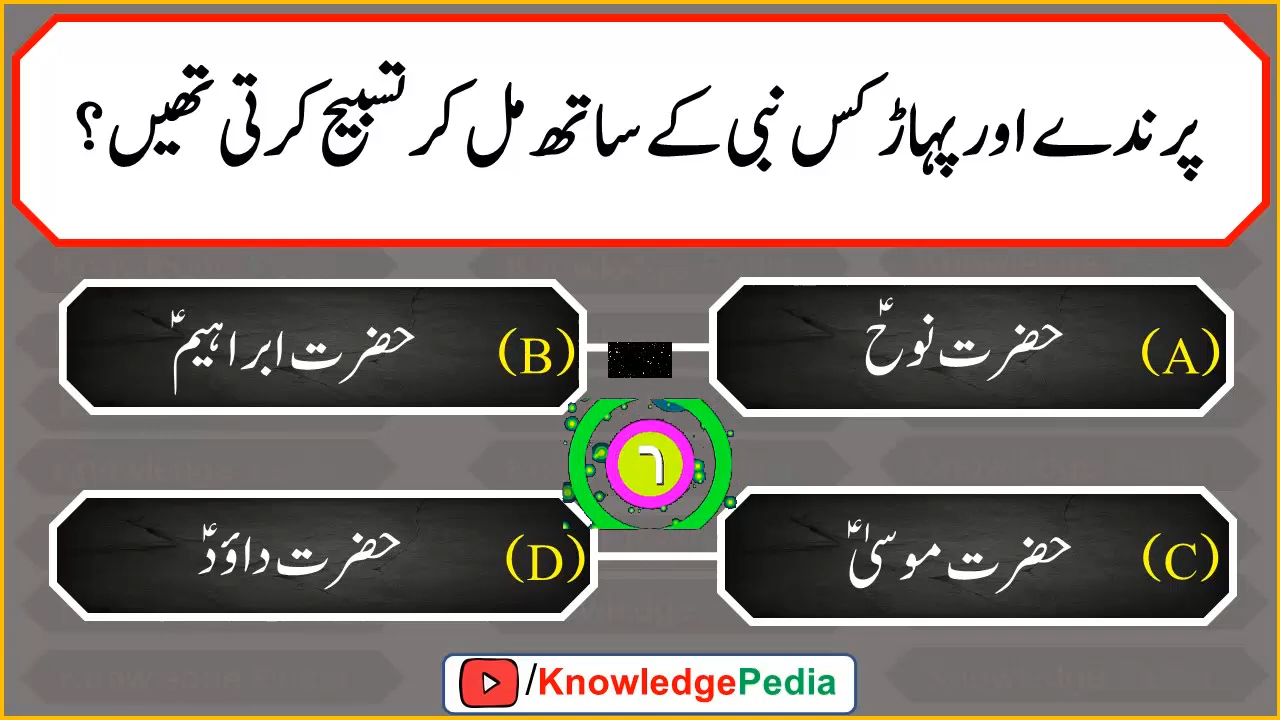 پرندے اور پہاڑ کس نبی کے ساتھ مل کر تسبیح کرتی تھیں؟
(A) حضرت نوحؑ
(B) حضرت ابراہیمؑ
٦
(C) حضرت موسیٰؑ
(D) حضرت داؤدؑ
/KnowledgePedia